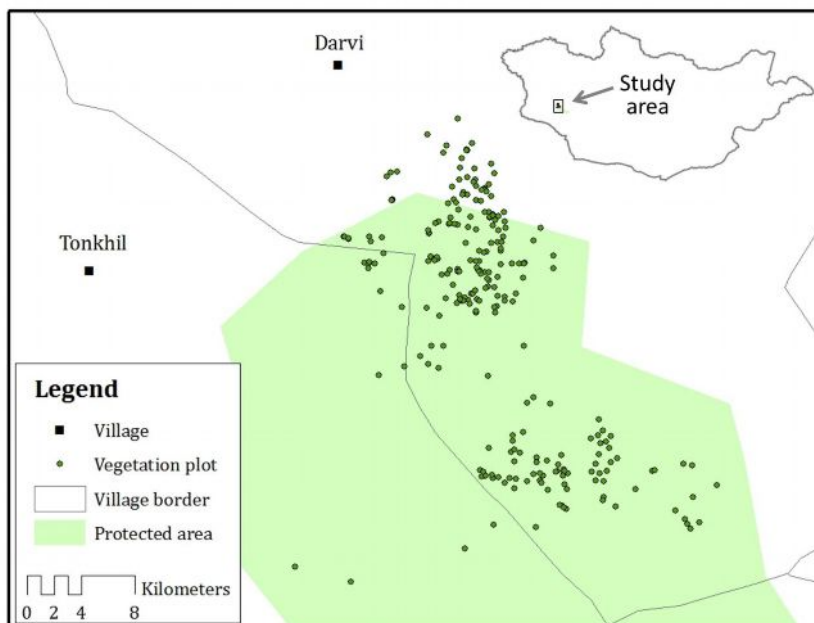 Darvi
Study
area
Tonkhil
Legend
Village
Vegetation plot
Village border
Protected area
Kilometers
0 2 4 8